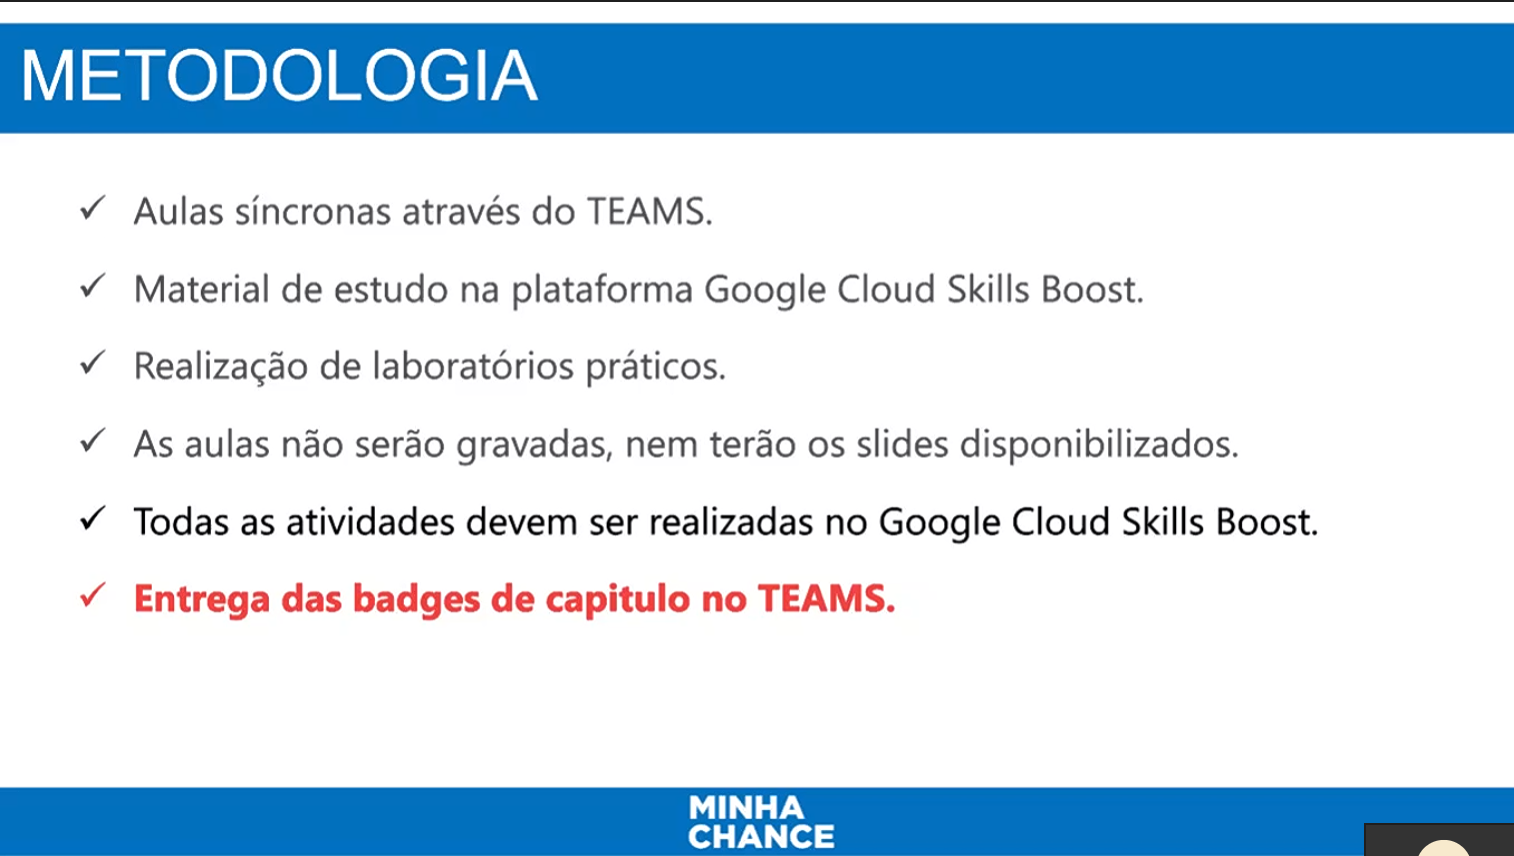 METODOLOGIA
✓ Aulas síncronas através do TEAMS.
✓ Material de estudo na plataforma Google Cloud Skills Boost.
✓ Realização de laboratórios práticos.
✓ As aulas não serão gravadas, nem terão os slides disponibilizados.
✓ Todas as atividades devem ser realizadas no Google Cloud Skills Boost.
✓ Entrega das badges de capitulo no TEAMS.
MINHA
CHANCE